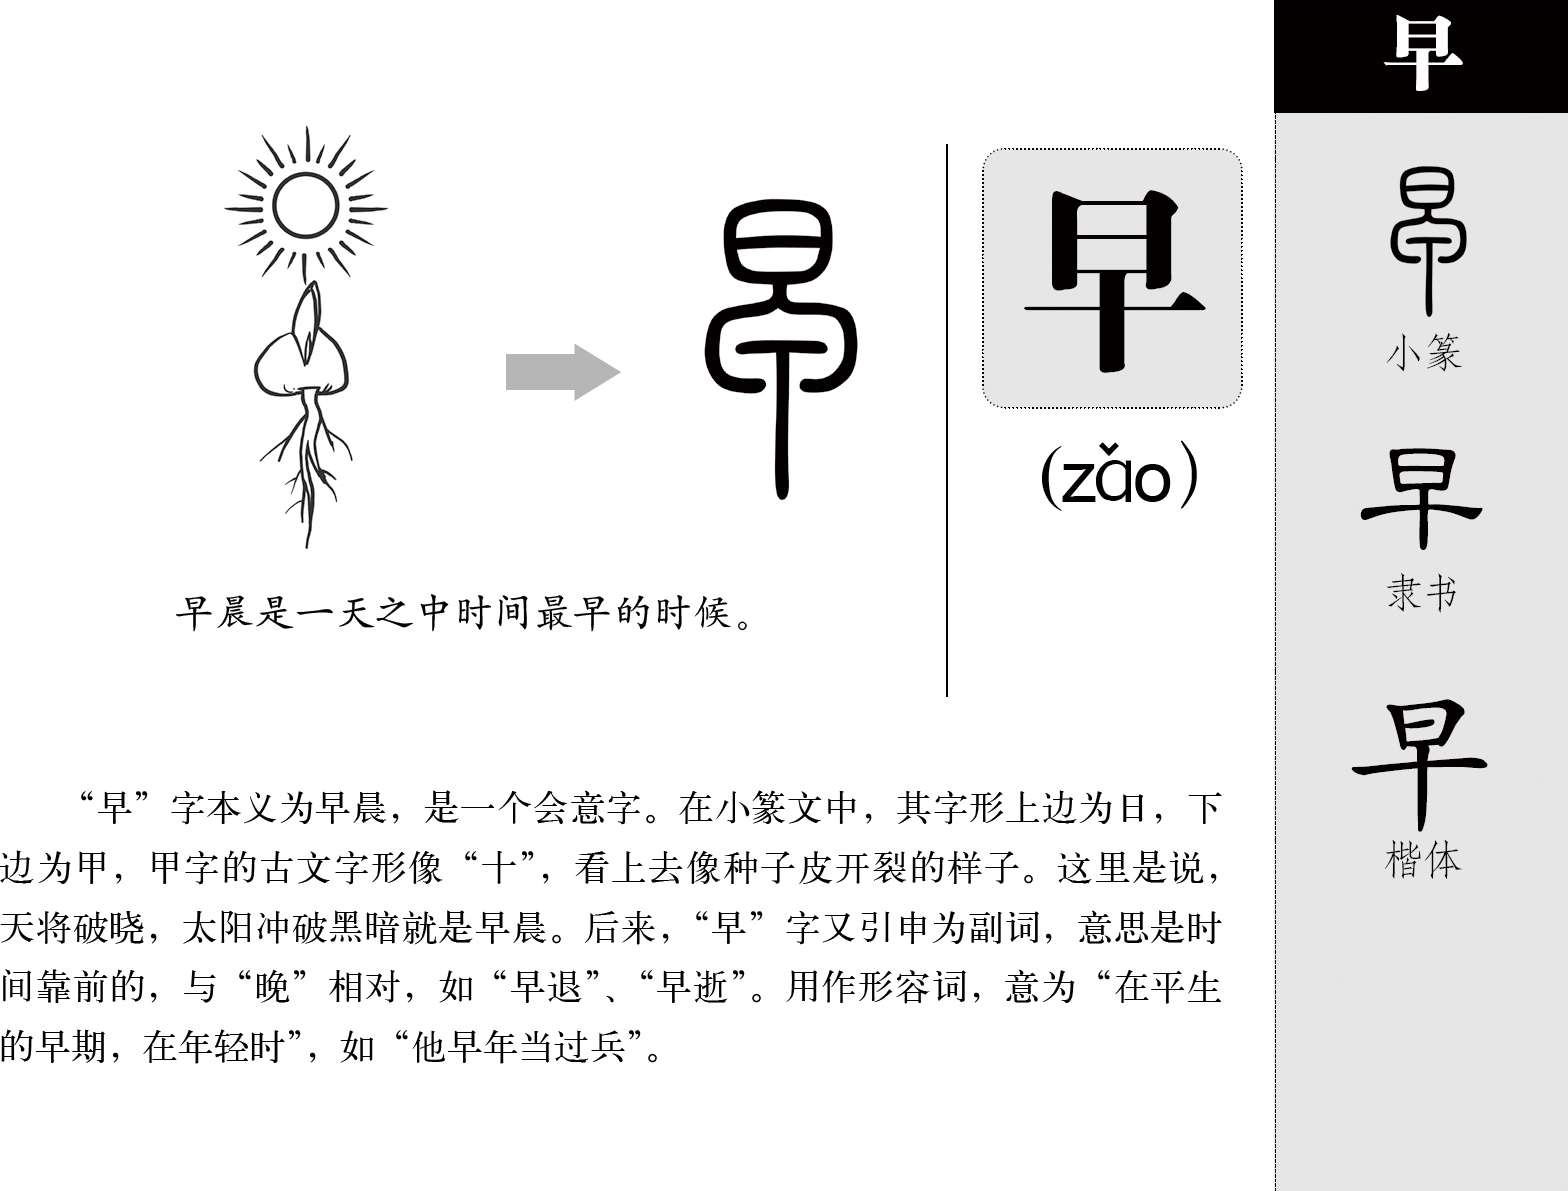 早
早
(zǎo)
早晨是一天之中时间最早的时候。
“早”字本义为早晨，是一个会意字。在小篆文中，其字形上边为日，下
边为甲，甲字的古文字形像“十”，看上去像种子皮开裂的样子。这里是说，
天将破晓，太阳冲破黑暗就是早晨。后来，“早”字又引申为副词，意思是时
间靠前的，与“晚”相对，如“早退”、“早逝”。用作形容词，意为“在平生
的早期，在年轻时”，如“他早年当过兵”。
早
早
小篆
早
隶书
早
楷体